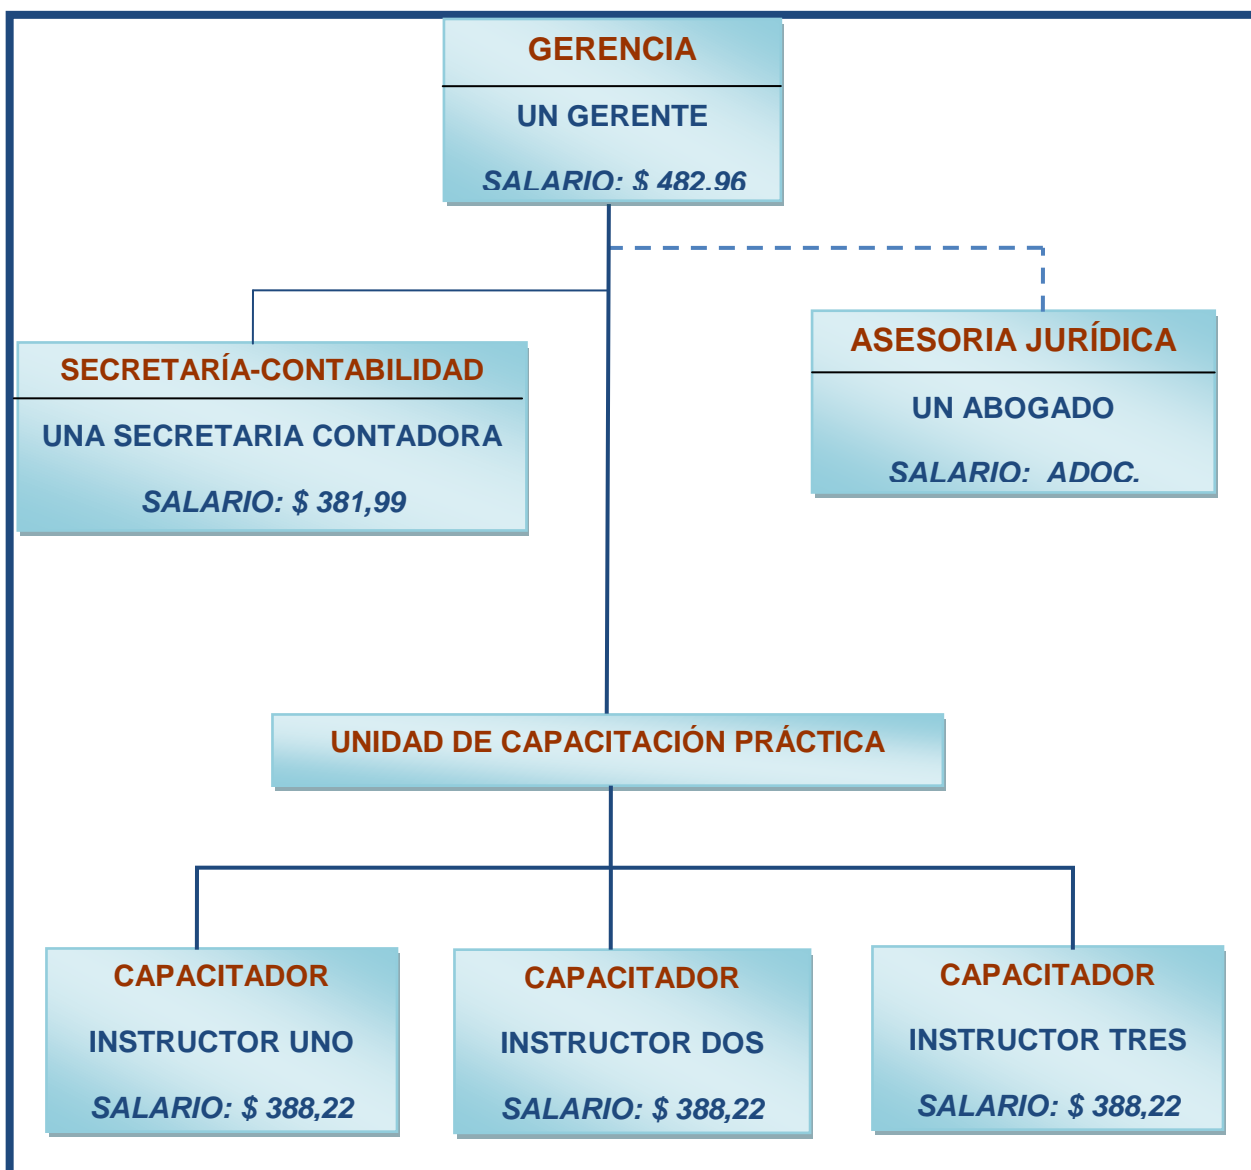 GERENCIA
UN GERENTE
SALARIO: $ 482,96
ASESORIA JURÍDICA
UN ABOGADO
SALARIO: ADOC.
SECRETARÍA-CONTABILIDAD
UNA SECRETARIA CONTADORA
SALARIO: $ 381,99
UNIDAD DE CAPACITACIÓN PRÁCTICA
CAPACITADOR
INSTRUCTOR UNO
SALARIO: $ 388,22
CAPACITADOR
INSTRUCTOR DOS
SALARIO: $ 388,22
CAPACITADOR
INSTRUCTOR TRES
SALARIO: $ 388,22